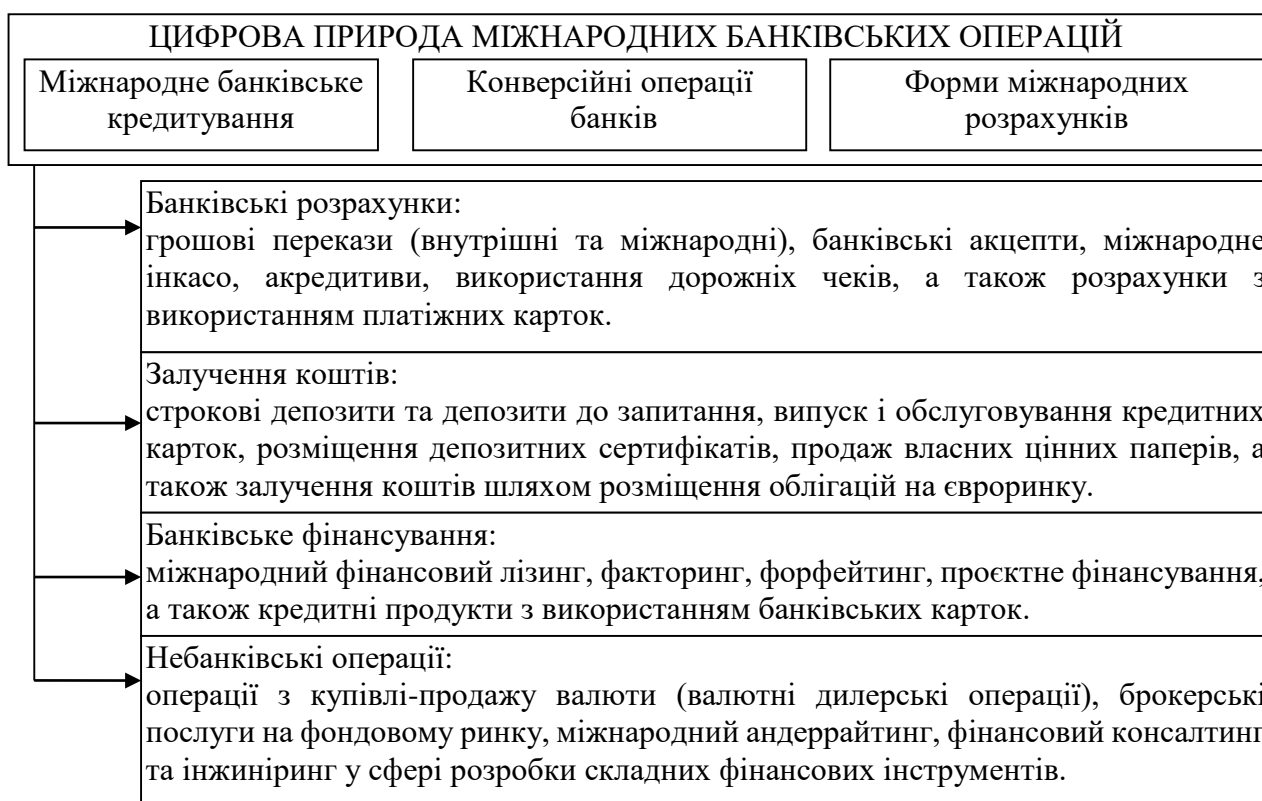 ЦИФРОВА ПРИРОДА МІЖНАРОДНИХ БАНКІВСЬКИХ ОПЕРАЦІЙ
Міжнародне банківське
кредитування
Конверсійні операції
банків
Форми міжнародних
розрахунків
Банківські розрахунки:
грошові перекази (внутрішні та міжнародні), банківські акцепти, міжнародне
інкасо, акредитиви, використання дорожніх чеків, а також розрахунки з
використанням платіжних карток.
Залучення коштів:
строкові депозити та депозити до запитання, випуск і обслуговування кредитних
карток, розміщення депозитних сертифікатів, продаж власних цінних паперів, а
також залучення коштів шляхом розміщення облігацій на євроринку.
Банківське фінансування:
міжнародний фінансовий лізинг, факторинг, форфейтинг, проєктне фінансування,
а також кредитні продукти з використанням банківських карток.
Небанківські операції:
операції з купівлі-продажу валюти (валютні дилерські операції), брокерські
послуги на фондовому ринку, міжнародний андеррайтинг, фінансовий консалтинг
та інжиніринг у сфері розробки складних фінансових інструментів.